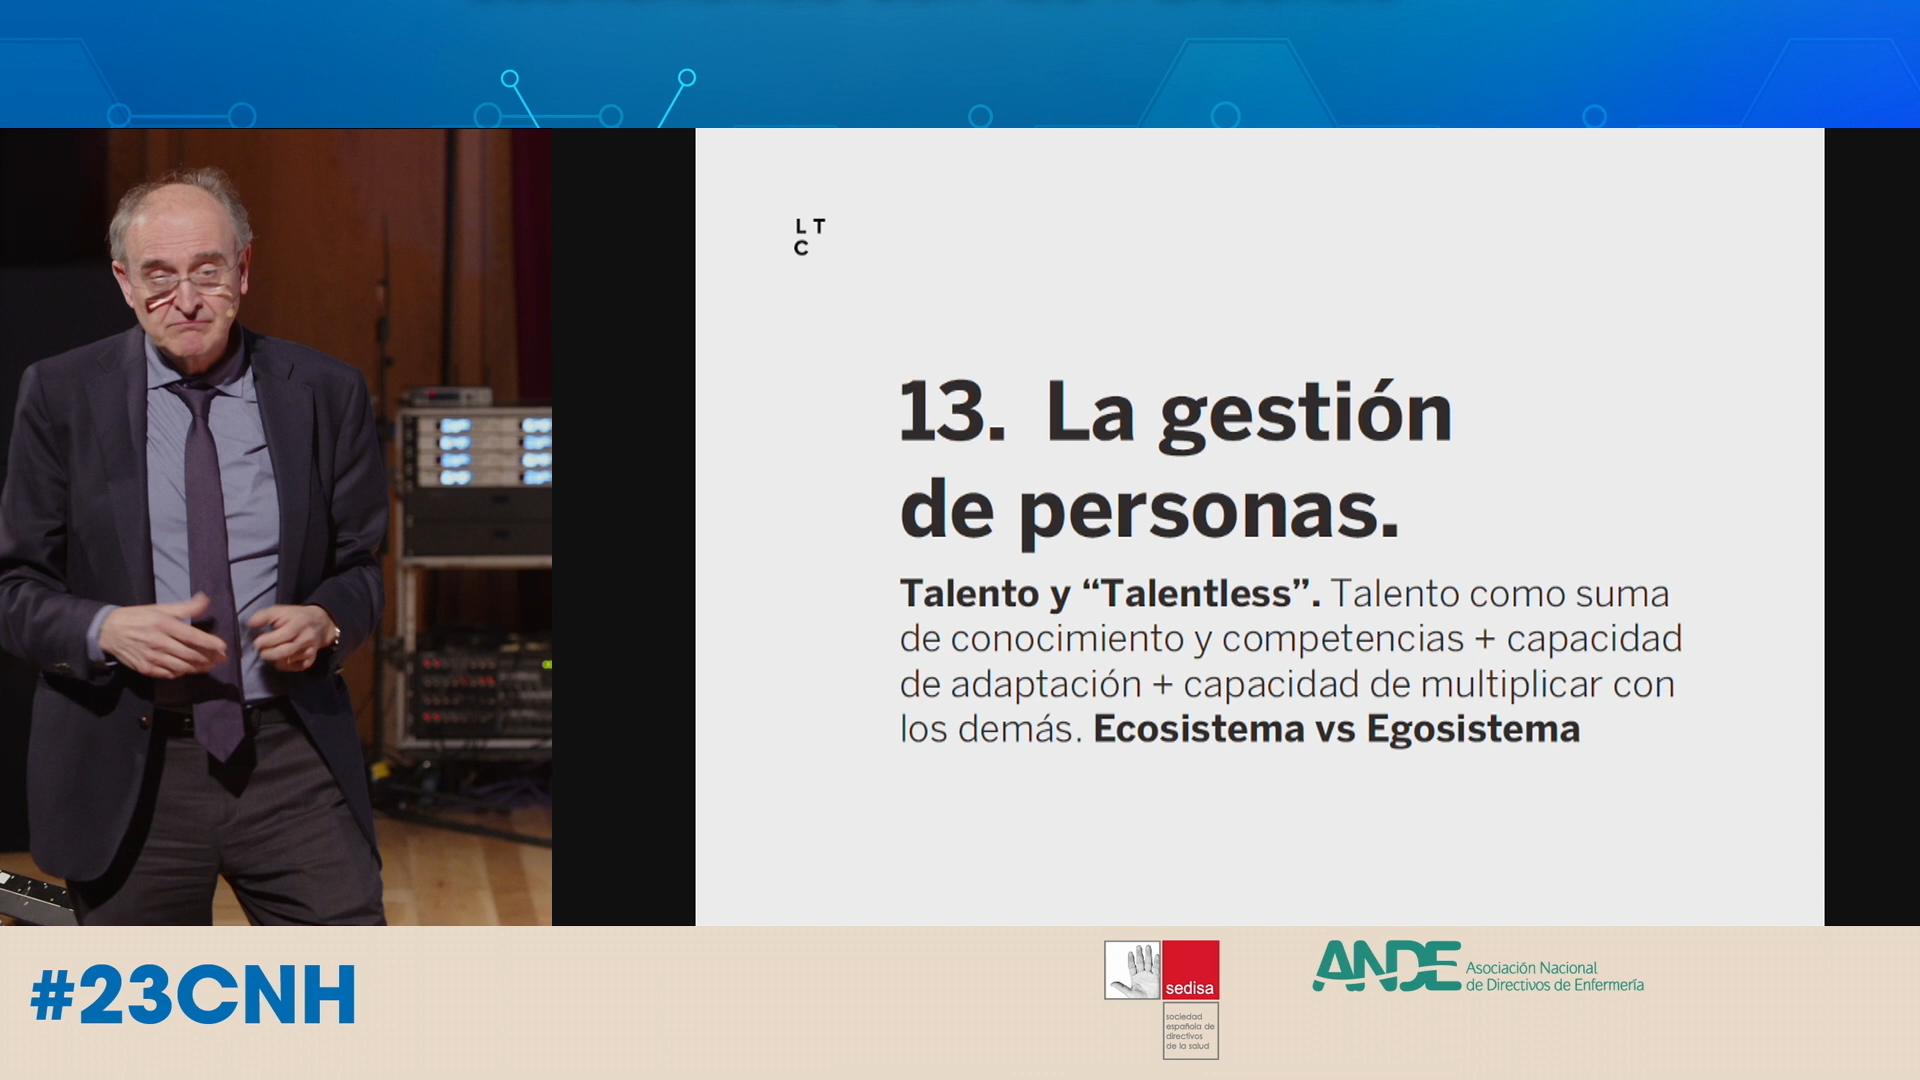 L T
C
13. La gestión
de personas.
Talento y “Talentless”. Talento como suma
de conocimiento y competencias + capacidad
de adaptación + capacidad de multiplicar con
los demás. Ecosistema vs Egosistema
#23CNH
sedisa
sociedad
española de
directivos
de la salud
ANDE
Asociación Nacional
de Directivos de Enfermería